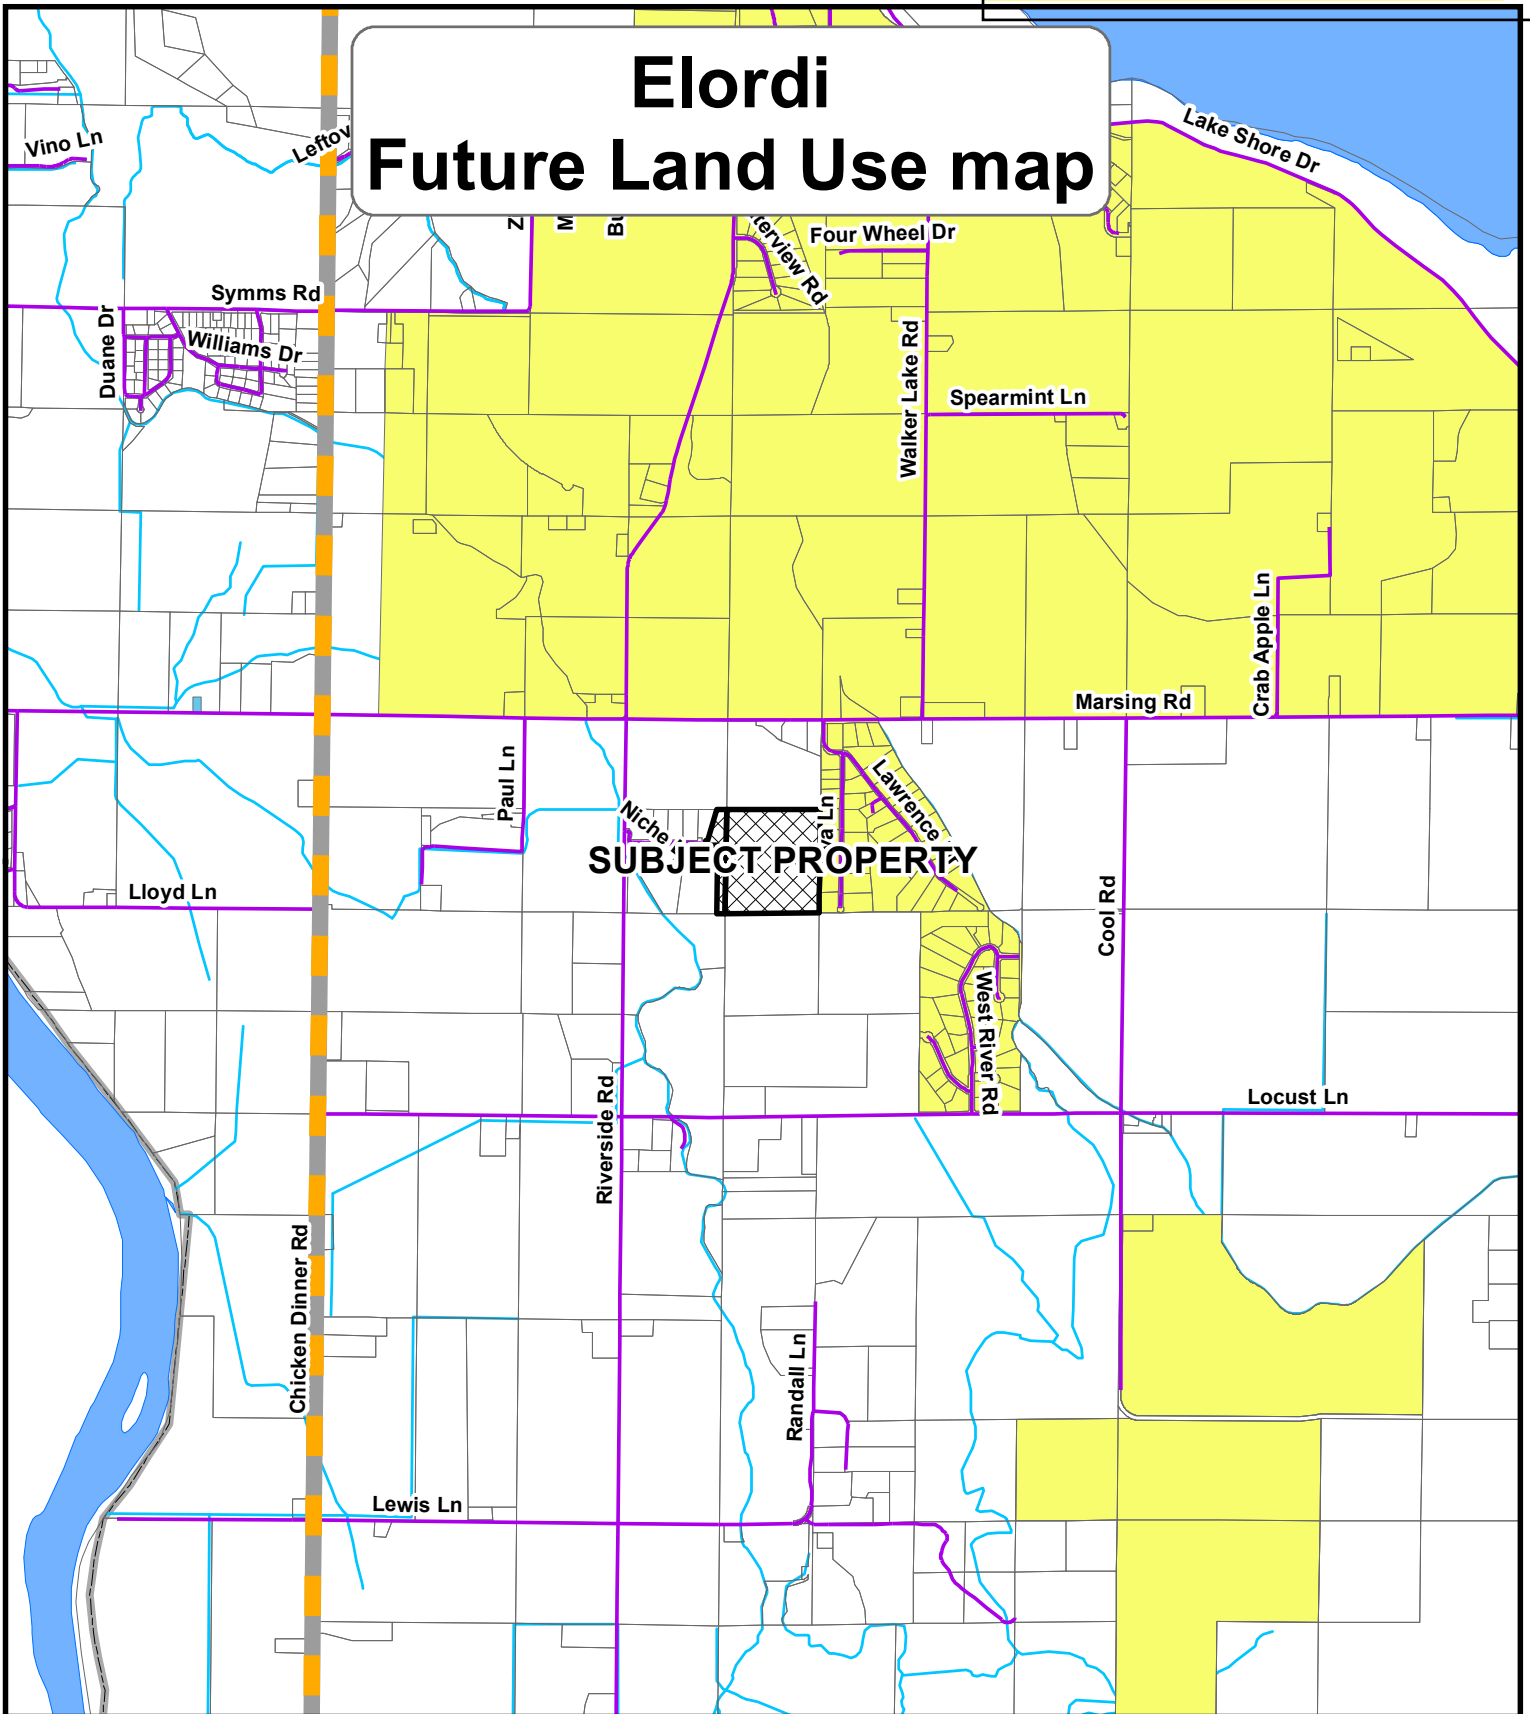 Elordi
Future Land Use map
Lake Shore Dr
Vino Ln
Four Wheel Dr
Symms Rd
Duane Dr
Williams Dr
Walker Lake Rd
Spearmint Ln
Crab Apple Ln
Marsing Rd
Paul Ln
Lawrence
SUBJECT PROPERTY
Lloyd Ln
Cool Rd
West River Rd
Riverside Rd
Locust Ln
Chicken Dinner Rd
Randall Ln
Lewis Ln